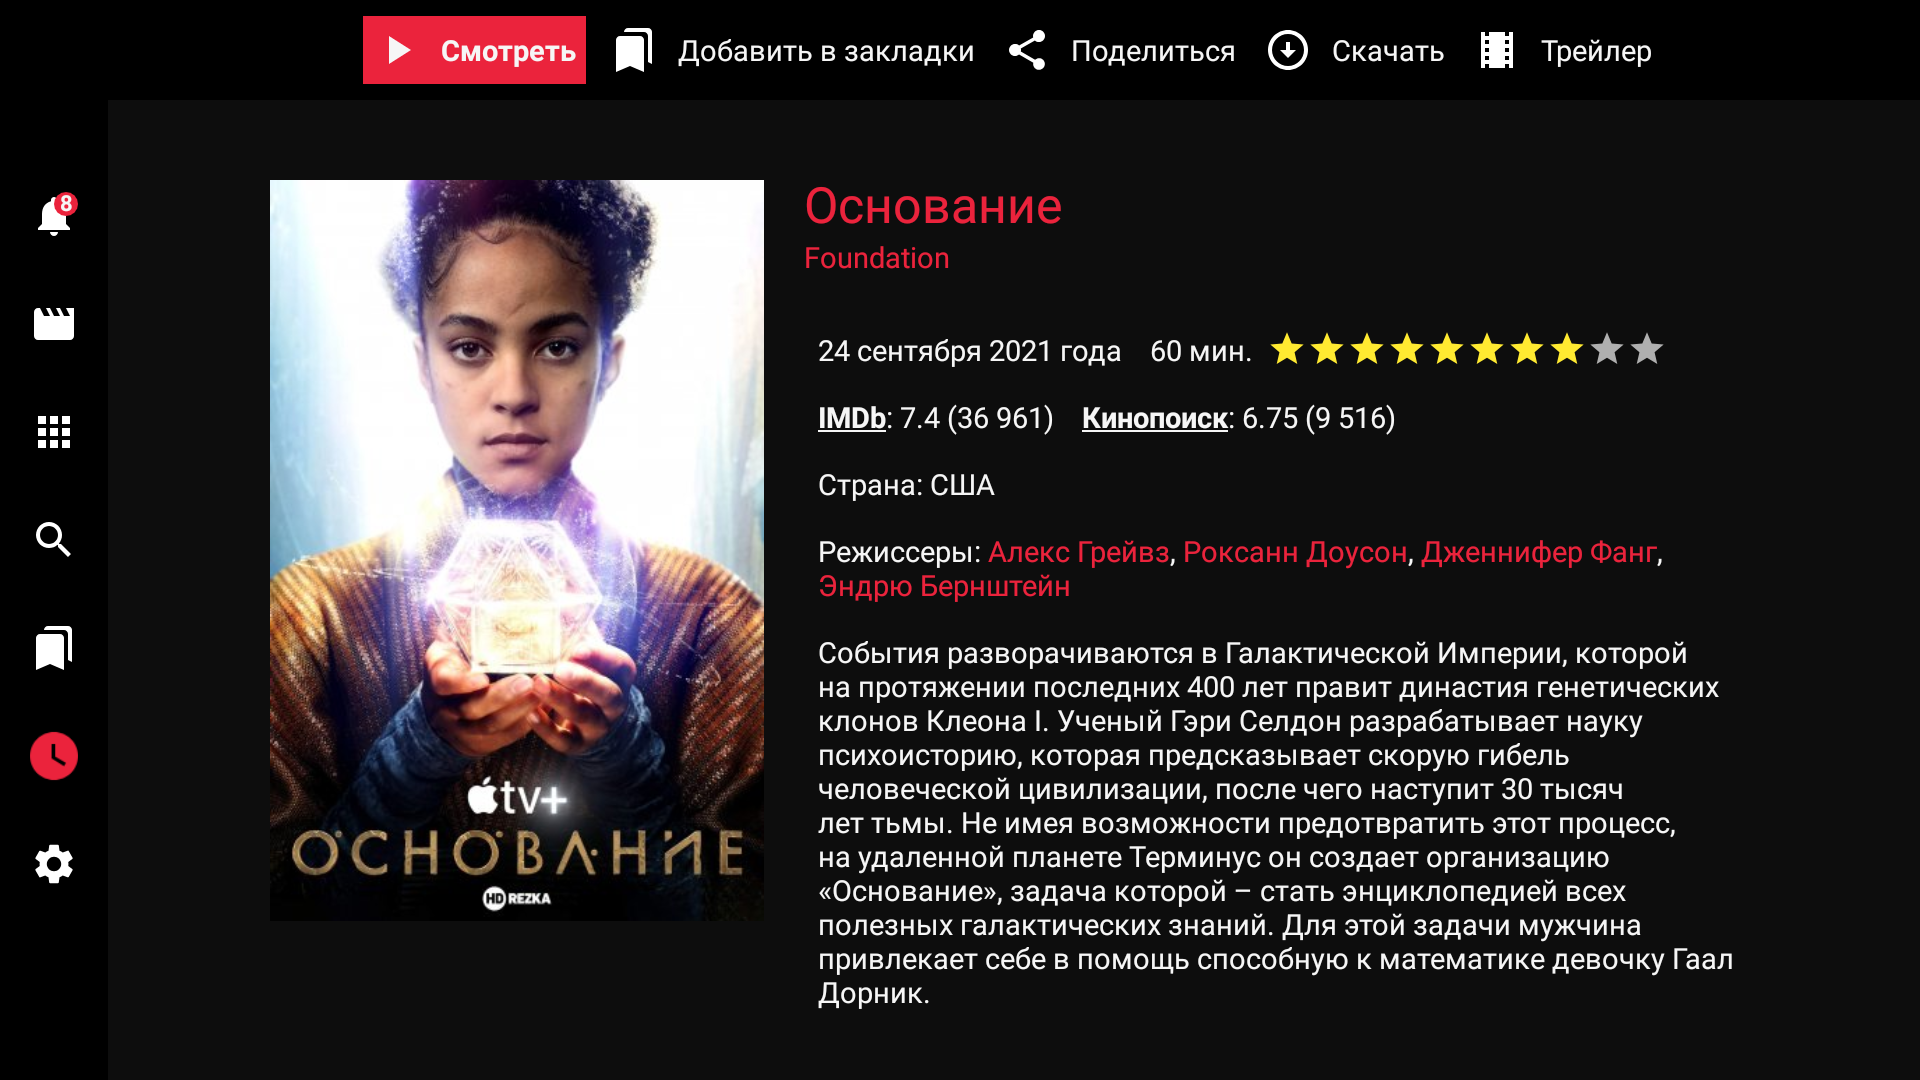 Смотреть
Добавить в закладки
Поделиться
Скачать
Трейлер
8
tv+
ОСНОВАНИЕ
HD REZKA
Основание
Foundation
24 сентября 2021 года 60 мин.
IMDb: 7.4 (36 961) Кинопоиск: 6.75 (9 516)
Страна: США
Режиссеры: Алекс Грейвз, Роксанн Доусон, Дженнифер Фанг,
Эндрю Бернштейн
События разворачиваются в Галактической Империи, которой
на протяжении последних 400 лет правит династия генетических
клонов Клеона I. Ученый Гэри Селдон разрабатывает науку
психоисторию, которая предсказывает скорую гибель
человеческой цивилизации, после чего наступит 30 тысяч
лет тьмы. Не имея возможности предотвратить этот процесс,
на удаленной планете Терминус он создает организацию
«Основание», задача которой – стать энциклопедией всех
полезных галактических знаний. Для этой задачи мужчина
привлекает себе в помощь способную к математике девочку Гаал
Дорник.